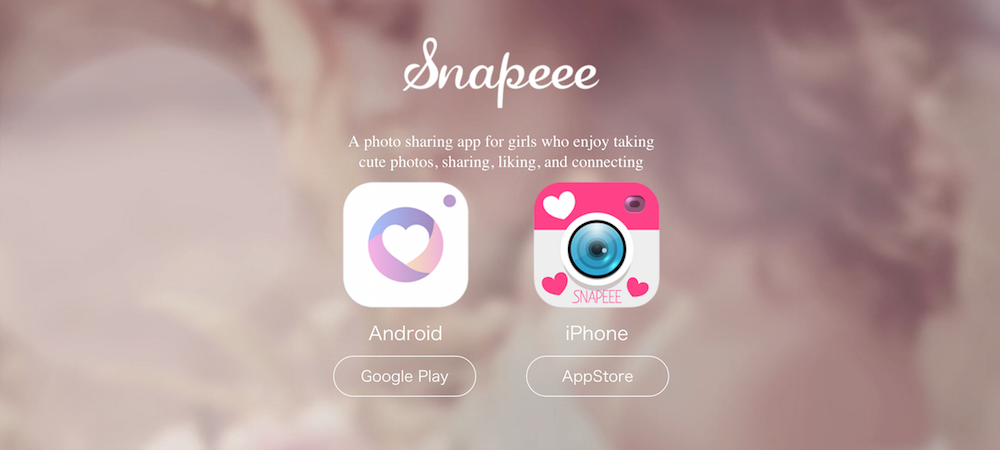 Snapeee
A photo sharing app for girls who enjoy taking
cute photos, sharing, liking, and connecting
SNAPEEE
Android
iPhone
Google Play
AppStore